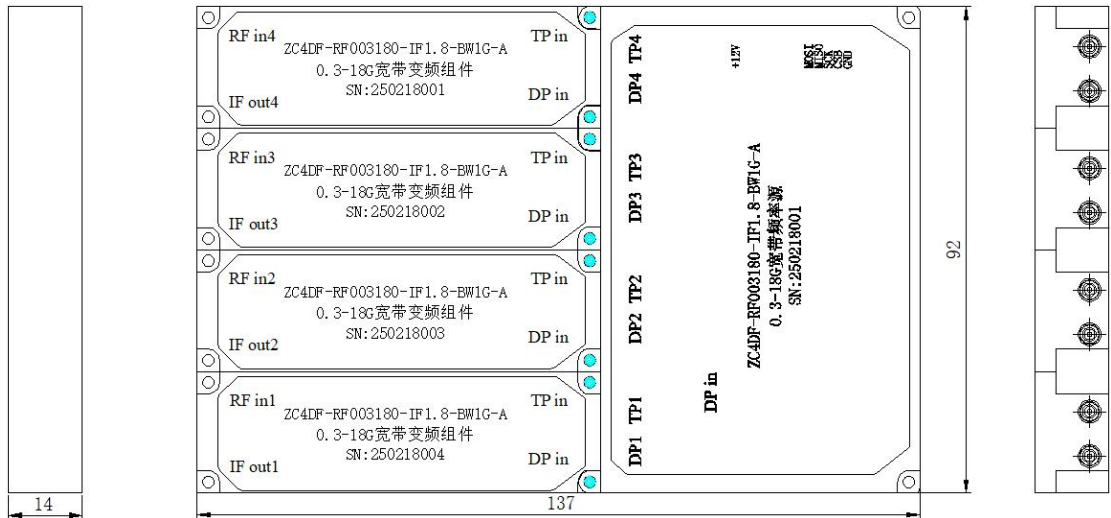 RF in4
TP in
ZC4DF-RF003180-IF1.8-BW1G-A
0.3-18G宽带变频组件
SN:250218001
IF out4
DP in
RF in3
TP in
ZC4DF-RF003180-IF1.8-BW1G-A
0.3-18G宽带变频组件
SN:250218002
IF out3
DP in
RF in2
TP in
ZC4DF-RF003180-IF1.8-BW1G-A
0.3-18G宽带变频组件
SN:250218003
IF out2
DP in
RF in1
TP in
ZC4DF-RF003180-IF1.8-BW1G-A
0.3-18G宽带变频组件
SN:250218004
IF out1
DP in
DP4 TP4
DP3 TP3
DP2 TP2
DP1 TP1
+12V
MOSI
MISO
SCK
CSB
GND
DP in
ZC4DF-RF003180-IF1.8-BW1G-A
0.3-18G宽带频率源
SN:250218001
14
137
92